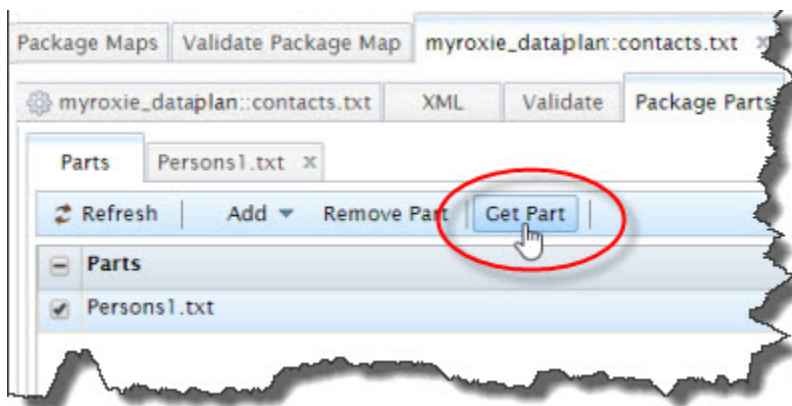 Package Maps Validate Package Map myroxie_dataplan::contacts.txt
myroxie_dataplan::contacts.txt XML Validate Package Parts
Parts Persons1.txt
Refresh Add Remove Part Get Part
Parts
Persons1.txt